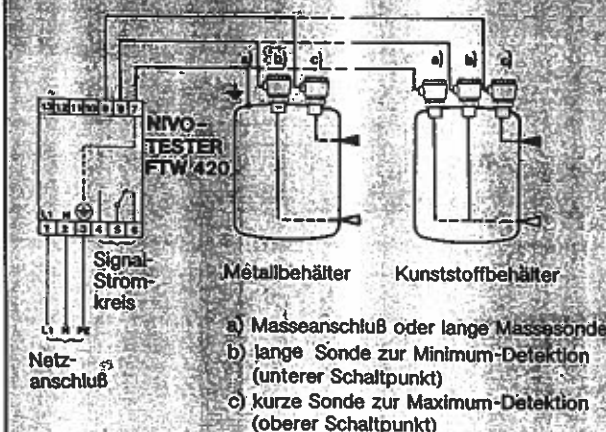 a) b) c) a) b) c)
13 12 11 10 9 8 7
NIVO-
TESTER
FTW 420
L1 N
1 2 3 4 5 6
Signal-
Strom-
kreis
Metallbehälter Kunststoffbehälter
L1 N PE
Netz-
anschluß
a) Masseanschluß oder lange Massesonde
b) lange Sonde zur Minimum-Detektion
(unterer Schaltpunkt)
c) kurze Sonde zur Maximum-Detektion
(oberer Schaltpunkt)